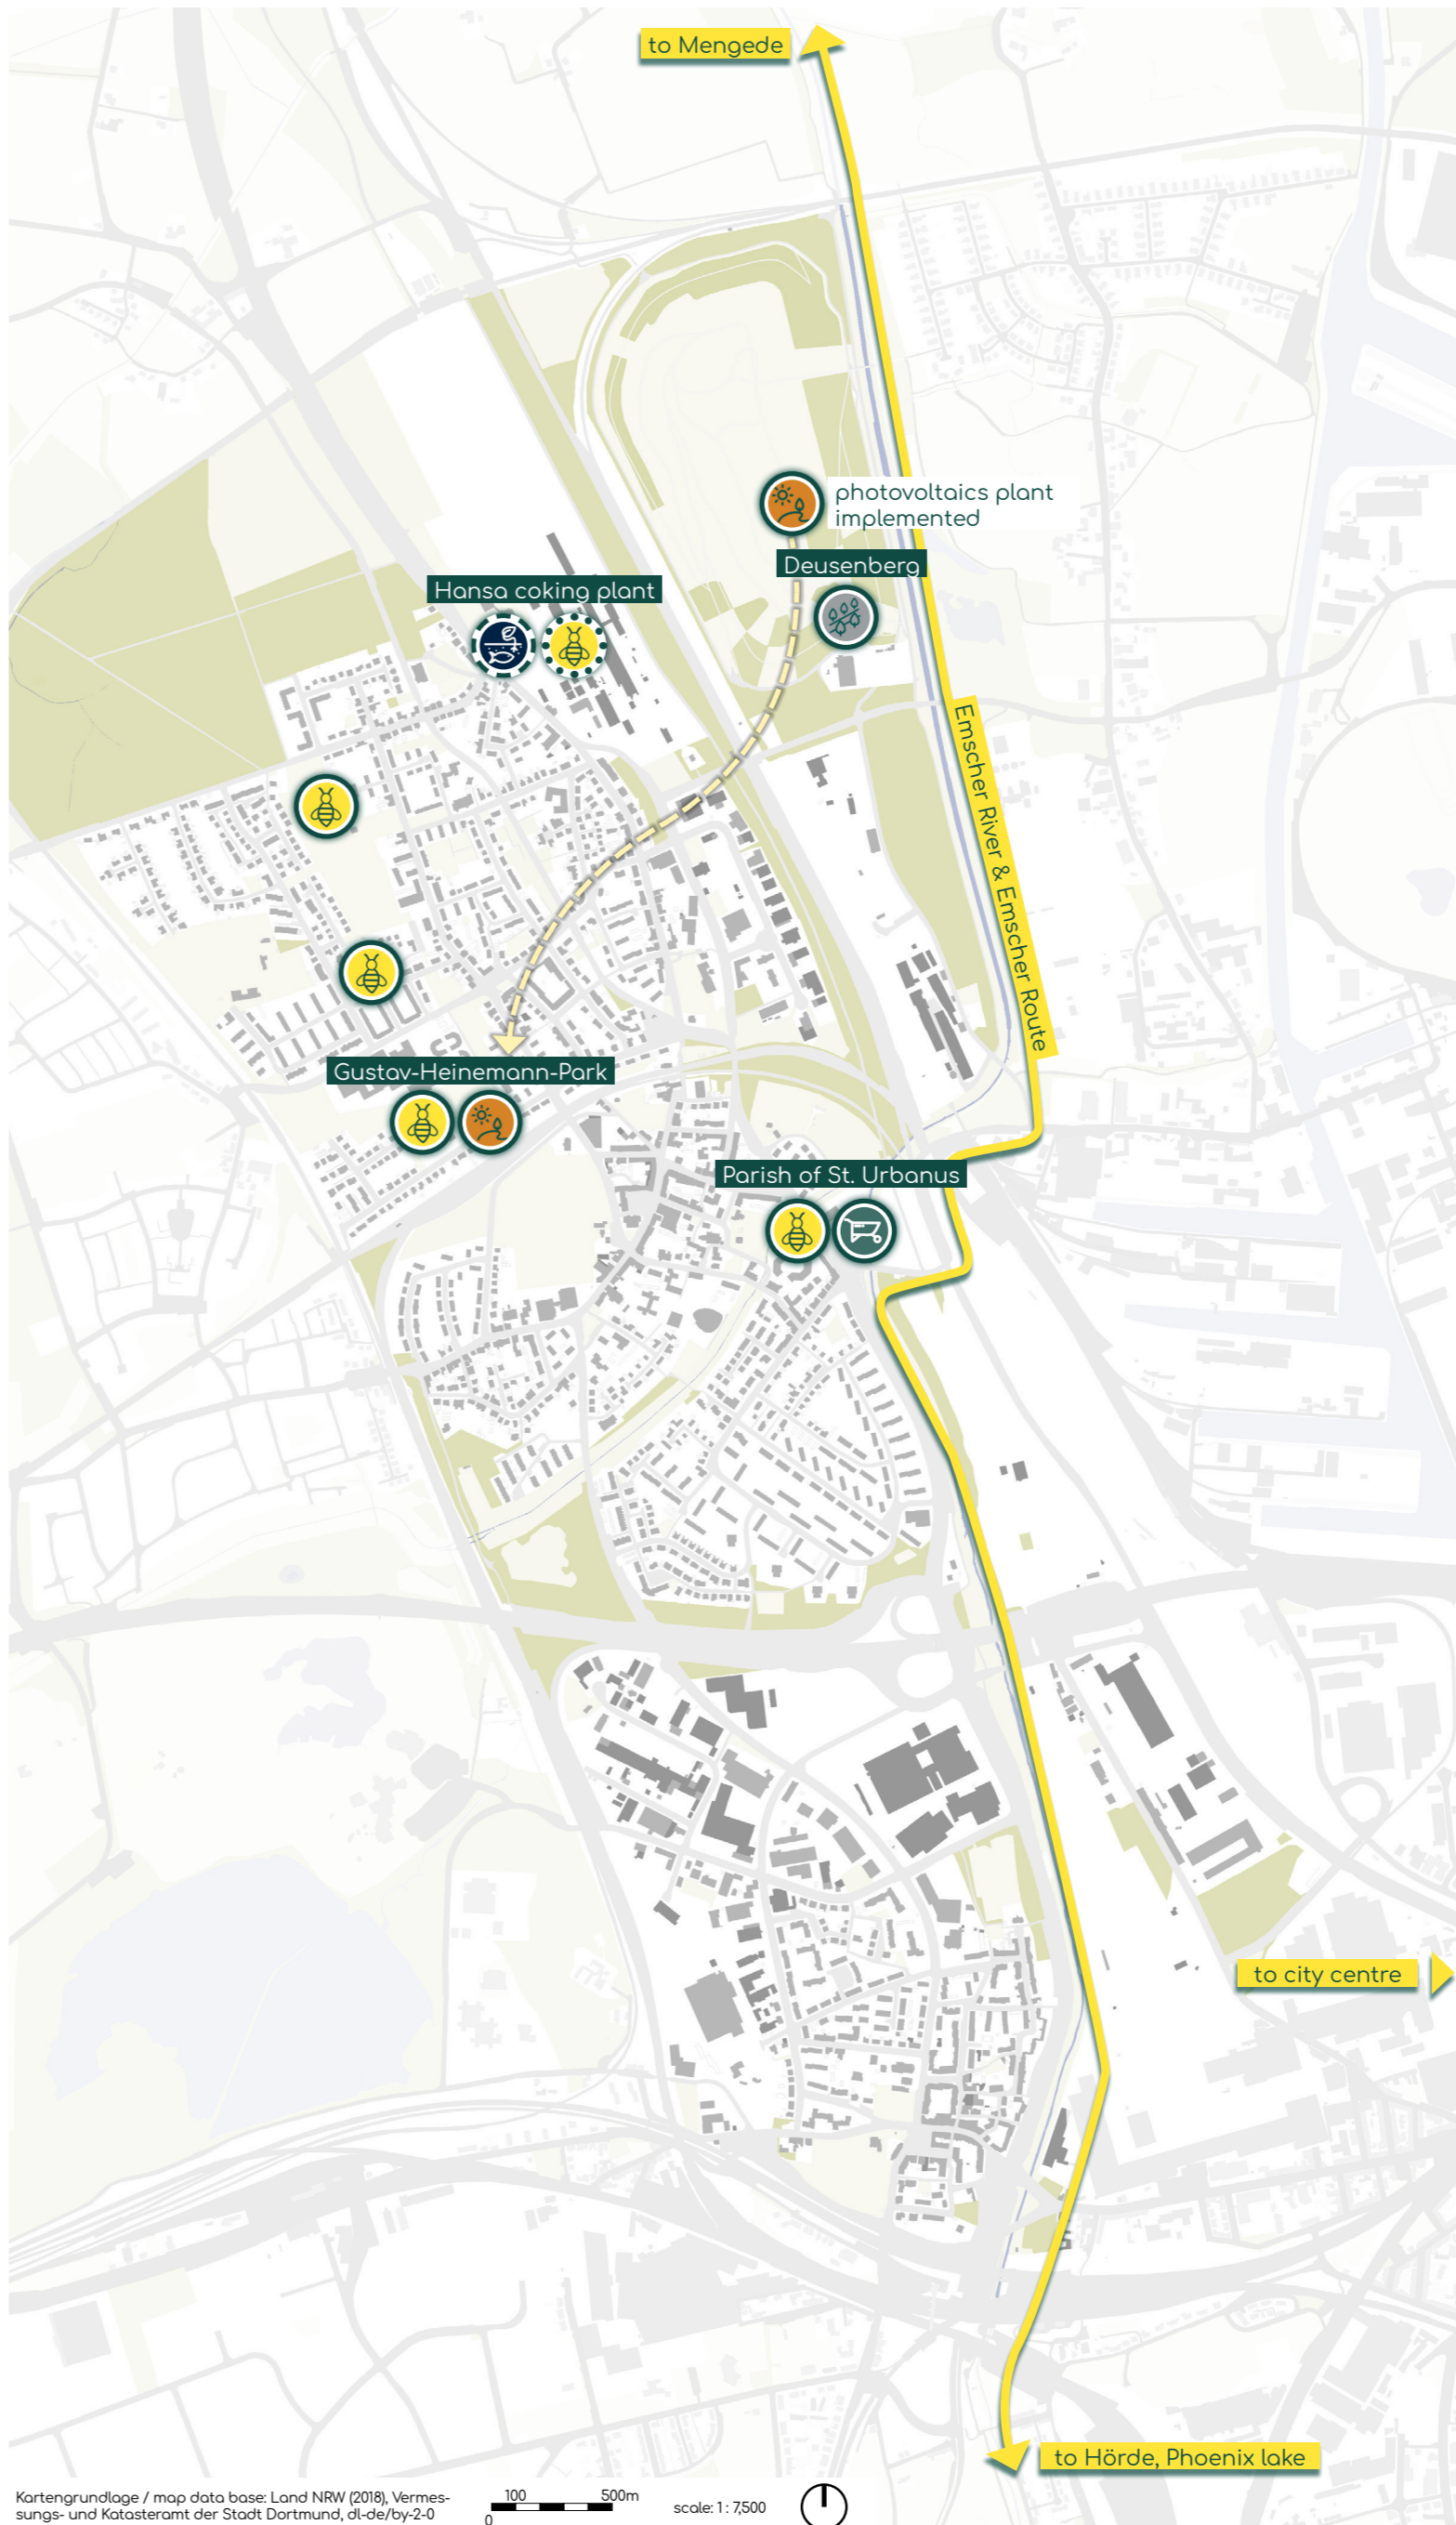 to Mengede
photovoltaics plant
implemented
Deusenberg
Hansa coking plant
Emscher River & Emscher Route
Gustav-Heinemann-Park
Parish of St. Urbanus
to city centre
to Hörde, Phoenix lake
Kartengrundlage / map data base: Land NRW (2018), Vermes-
sungs- und Katasteramt der Stadt Dortmund, dl-de/by-2-0
100 500m
0
scale: 1 : 7,500